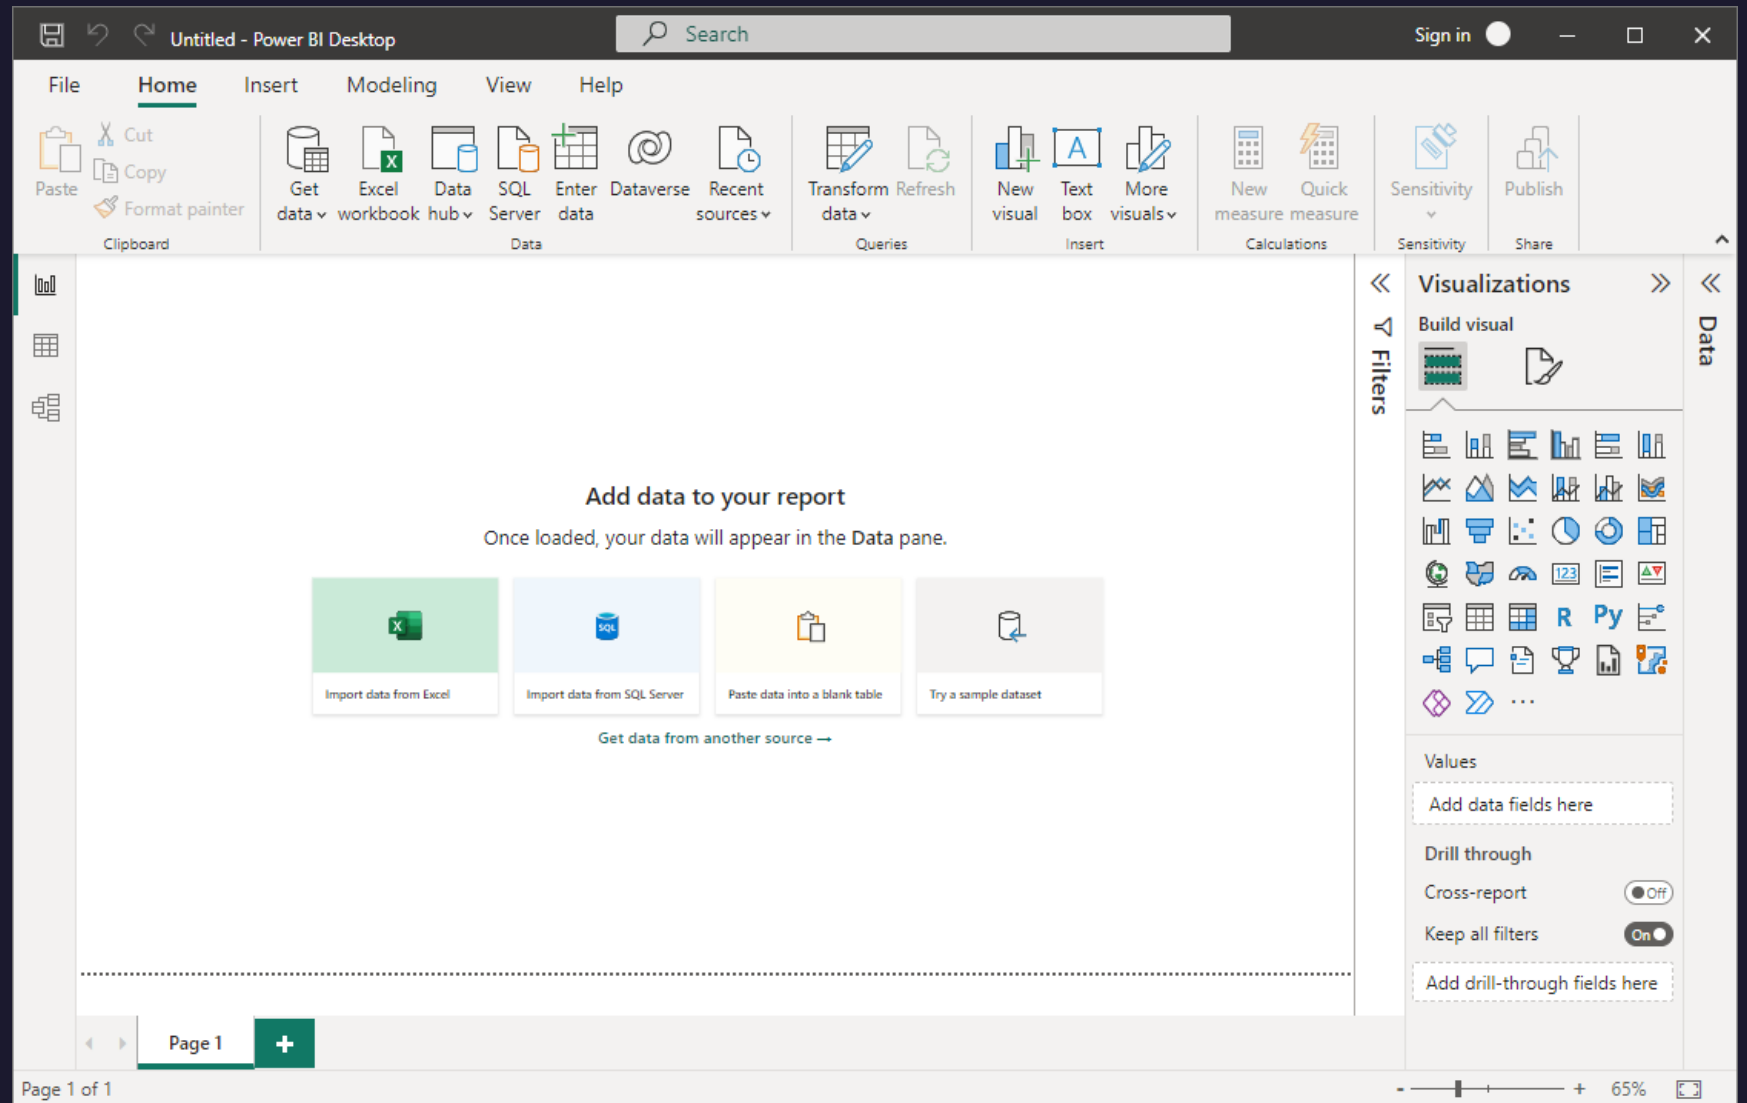 Untitled - Power BI Desktop
Search
Sign in
File Home Insert Modeling View Help
Paste
Cut
Copy
Format painter
Clipboard
Get data
Excel workbook
Data hub
SQL Server
Enter data
Dataverse
Recent sources
Data
Transform data
Refresh
Queries
New visual
A
Text box
More visuals
Insert
New measure
Quick measure
Calculations
Sensitivity
Sensitivity
Publish
Share
Add data to your report
Once loaded, your data will appear in the Data pane.
X
SQL
Import data from Excel
Import data from SQL Server
Paste data into a blank table
Try a sample dataset
Get data from another source →
Filters
Visualizations
Build visual
123
R
Py
...
Values
Add data fields here
Drill through
Cross-report
Off
Keep all filters
On
Add drill-through fields here
Data
Page 1
+
Page 1 of 1
- + 65%